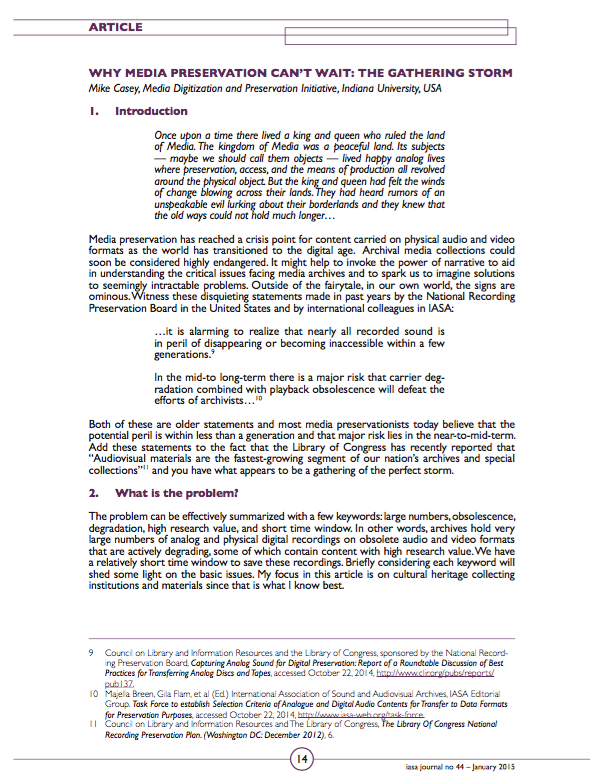 ARTICLE
WHY MEDIA PRESERVATION CAN'T WAIT: THE GATHERING STORM
Mike Casey, Media Digitization and Preservation Initiative, Indiana University, USA
1. Introduction
Once upon a time there lived a king and queen who ruled the land
of Media. The kingdom of Media was a peaceful land. Its subjects
— maybe we should call them objects — lived happy analog lives
where preservation, access, and the means of production all revolved
around the physical object. But the king and queen had felt the winds
of change blowing across their lands. They had heard rumors of an
unspeakable evil lurking about their borderlands and they knew that
the old ways could not hold much longer…
Media preservation has reached a crisis point for content carried on physical audio and video
formats as the world has transitioned to the digital age. Archival media collections could
soon be considered highly endangered. It might help to invoke the power of narrative to aid
in understanding the critical issues facing media archives and to spark us to imagine solutions
to seemingly intractable problems. Outside of the fairytale, in our own world, the signs are
ominous. Witness these disquieting statements made in past years by the National Recording
Preservation Board in the United States and by international colleagues in IASA:
…it is alarming to realize that nearly all recorded sound is
in peril of disappearing or becoming inaccessible within a few
generations.9
In the mid-to long-term there is a major risk that carrier deg-
radation combined with playback obsolescence will defeat the
efforts of archivists…10
Both of these are older statements and most media preservationists today believe that the
potential peril is within less than a generation and that major risk lies in the near-to-mid-term.
Add these statements to the fact that the Library of Congress has recently reported that
"Audiovisual materials are the fastest-growing segment of our nation's archives and special
collections"11 and you have what appears to be a gathering of the perfect storm.
2. What is the problem?
The problem can be effectively summarized with a few keywords: large numbers, obsolescence,
degradation, high research value, and short time window. In other words, archives hold very
large numbers of analog and physical digital recordings on obsolete audio and video formats
that are actively degrading, some of which contain content with high research value. We have
a relatively short time window to save these recordings. Briefly considering each keyword will
shed some light on the basic issues. My focus in this article is on cultural heritage collecting
institutions and materials since that is what I know best.
9 Council on Library and Information Resources and the Library of Congress, sponsored by the National Record-
ing Preservation Board, Capturing Analog Sound for Digital Preservation: Report of a Roundtable Discussion of Best
Practices for Transferring Analog Discs and Tapes, accessed October 22, 2014, http://www.clir.org/pubs/reports/
pub137.
10 Majella Breen, Gila Flam, et al (Ed.) International Association of Sound and Audiovisual Archives, IASA Editorial
Group. Task Force to establish Selection Criteria of Analogue and Digital Audio Contents for Transfer to Data Formats
for Preservation Purposes, accessed October 22, 2014, http://www.iasa-web.org/task-force.
11 Council on Library and Information Resources and The Library of Congress, The Library Of Congress National
Recording Preservation Plan. (Washington DC: December 2012), 6.
14
iasa journal no 44 – January 2015